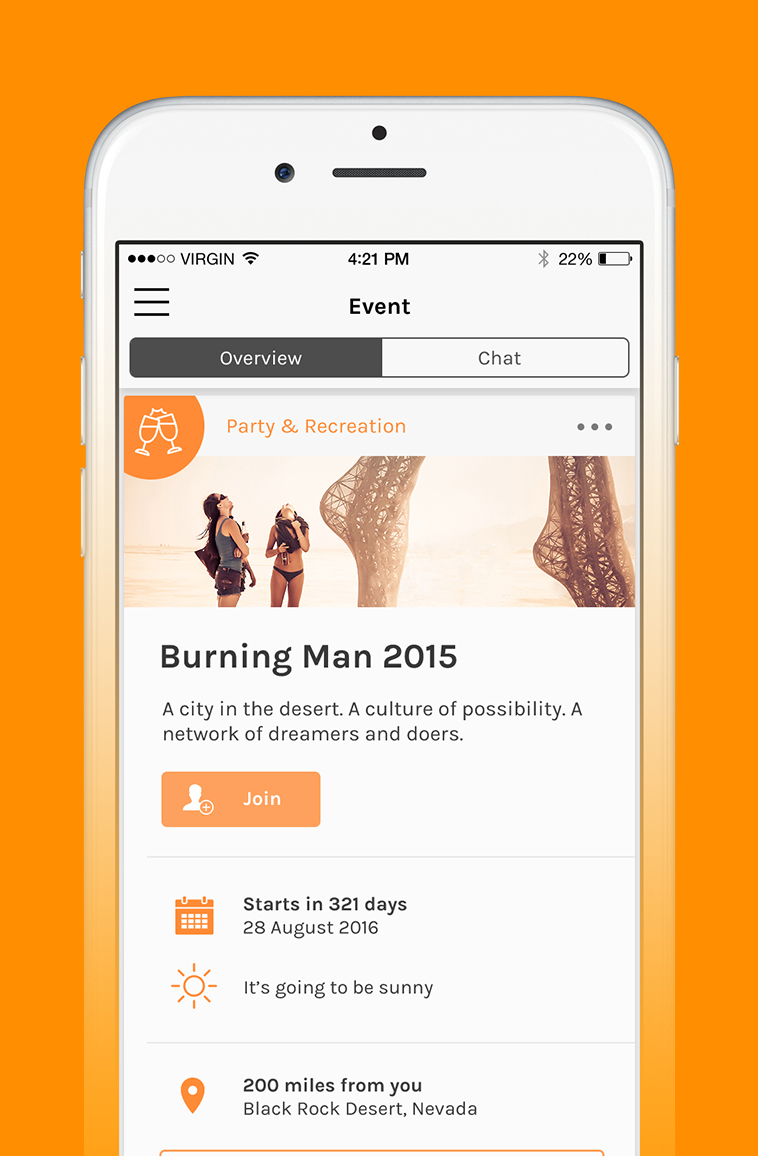 VIRGIN 4:21 PM 22%
Event
Overview Chat
Party & Recreation
Burning Man 2015
A city in the desert. A culture of possibility. A
network of dreamers and doers.
Join
Starts in 321 days
28 August 2016
It’s going to be sunny
200 miles from you
Black Rock Desert, Nevada